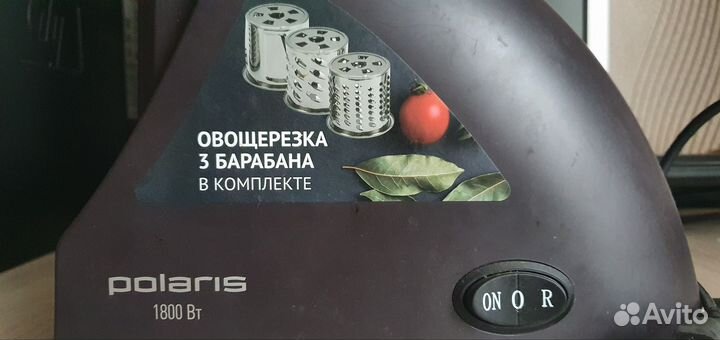 ОВОЩЕРЕЗКА
3 БАРАБАНА
В КОМПЛЕКТЕ
polaris
1800 Вт
ON O R
Avito